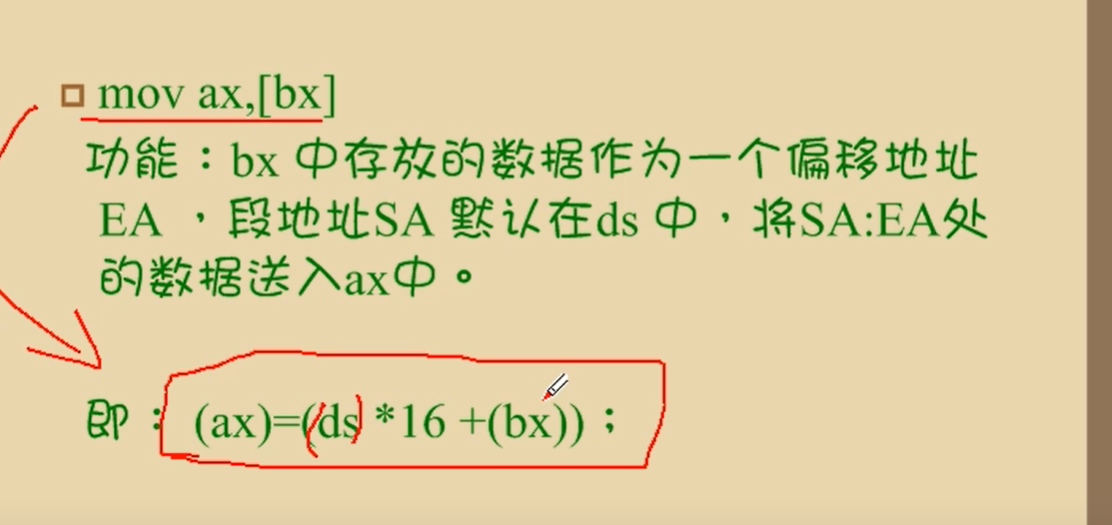 mov ax,[bx]
功能：bx 中存放的数据作为一个偏移地址
EA ，段地址SA 默认在ds 中，将SA:EA处
的数据送入ax中。
即： (ax)=(ds *16 +(bx))；